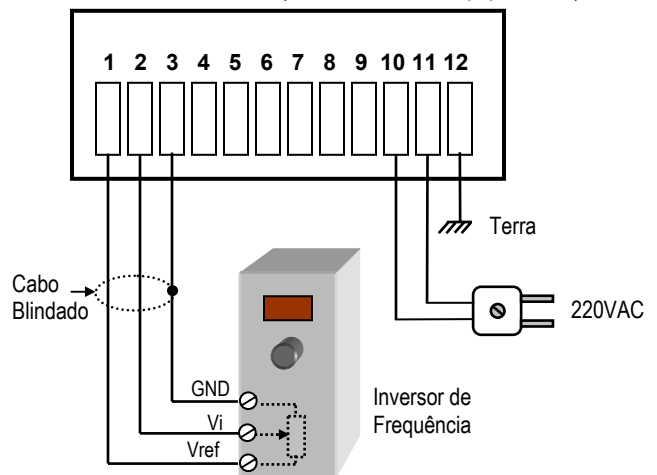 1 2 3 4 5 6 7 8 9 10 11 12
Terra
Cabo
Blindado
220VAC
GND
Vi
Vref
Inversor de
Frequência